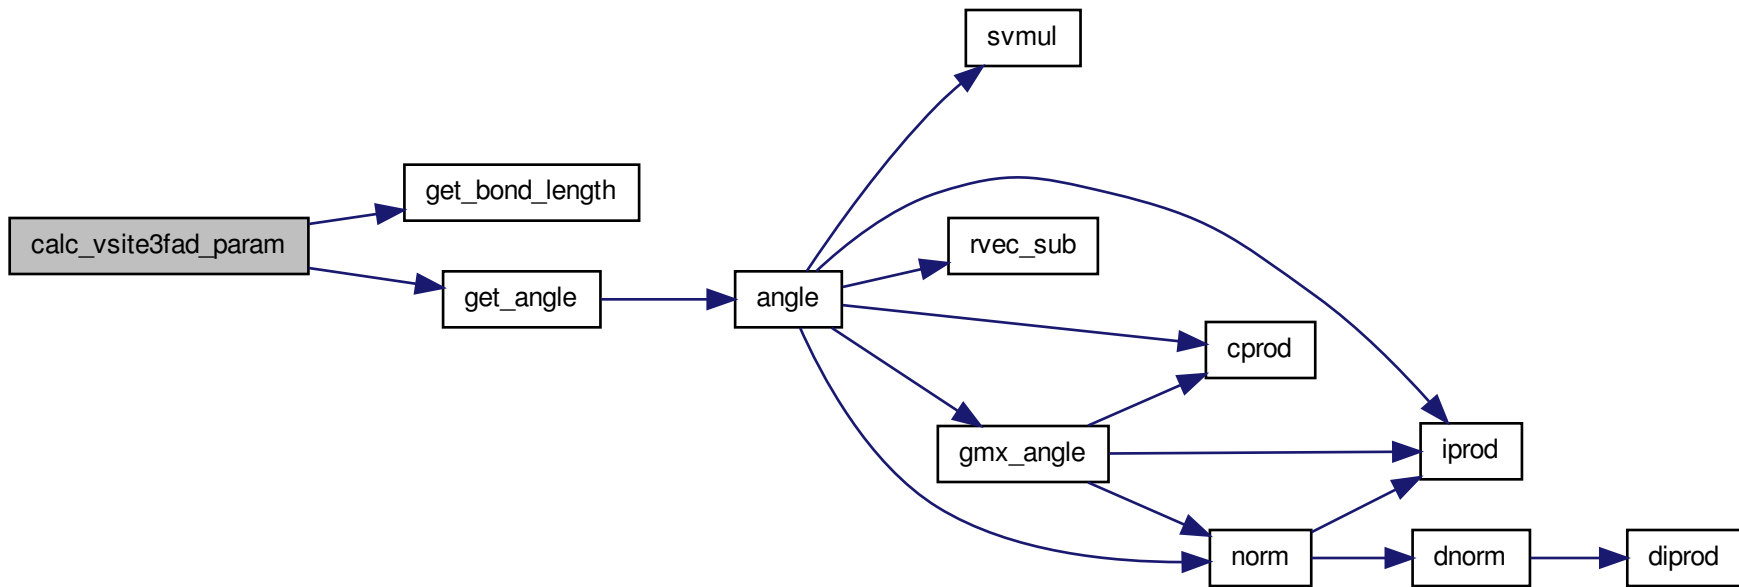 svmul
get_bond_length
calc_vsite3fad_param
rvec_sub
get_angle
angle
cprod
gmx_angle
iprod
norm
dnorm
diprod